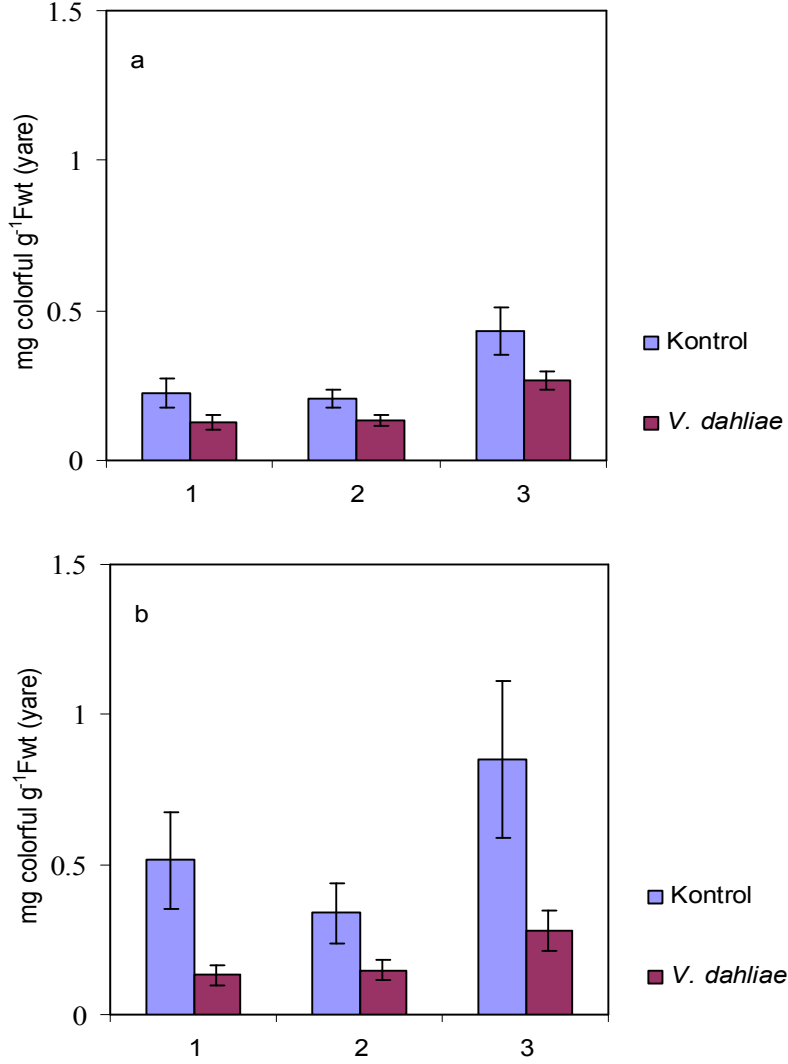 1.5
a
1
0.5
0
mg colorful g⁻¹Fwt (yare)
1 2 3
Kontrol
V. dahliae
1.5
b
1
0.5
0
mg colorful g⁻¹Fwt (yare)
1 2 3
Kontrol
V. dahliae